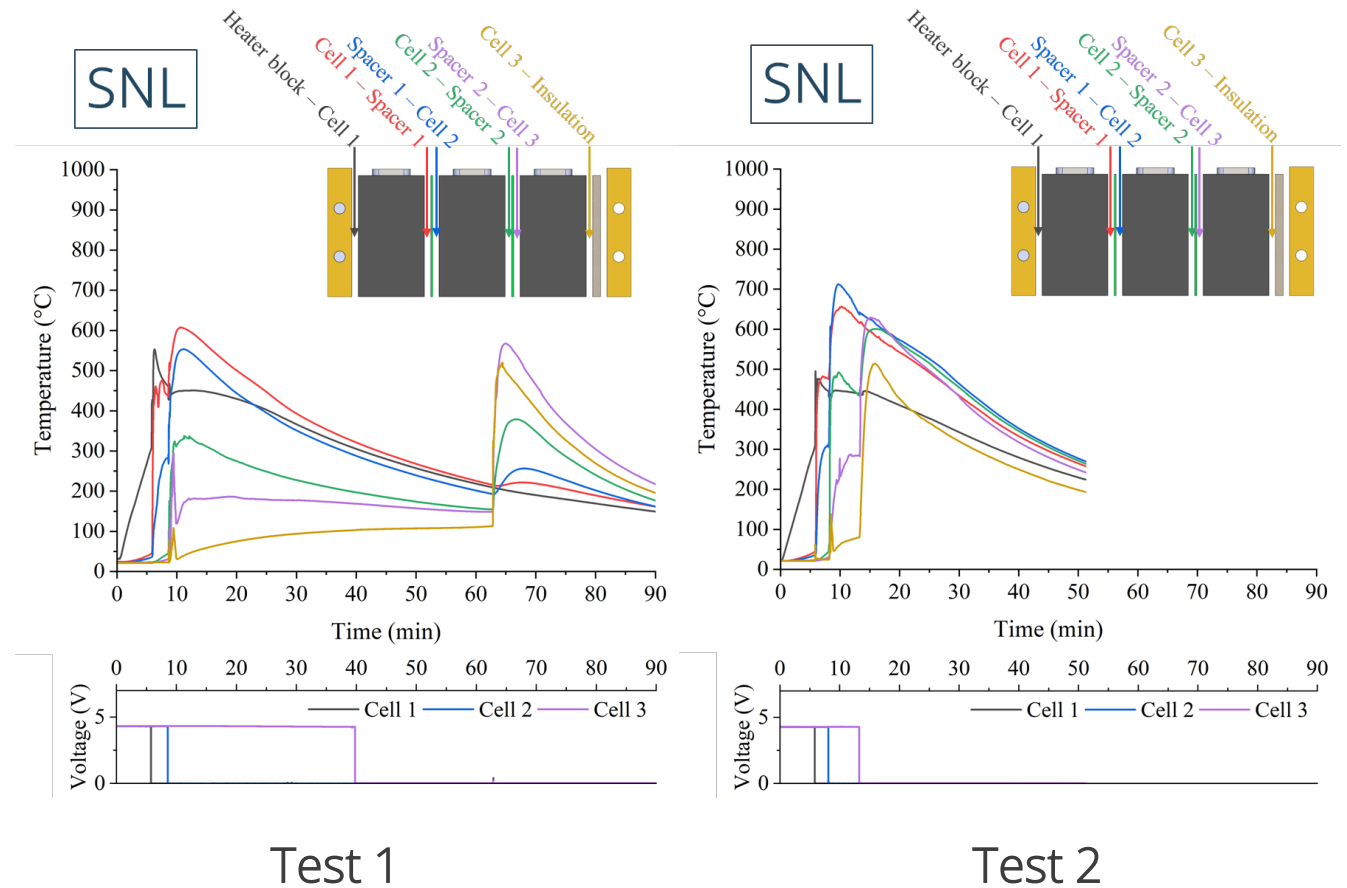 SNL
Heater block – Cell 1
Cell 1 – Spacer 1
Spacer 1 – Cell 2
Cell 2 – Spacer 2
Spacer 2 – Cell 3
Cell 3 – Insulation
1000
900
800
700
600
500
400
300
200
100
0
Temperature (°C)
0 10 20 30 40 50 60 70 80 90
Time (min)
0 10 20 30 40 50 60 70 80 90
Voltage (V)
5
0
Cell 1 Cell 2 Cell 3
Test 1
SNL
Heater block – Cell 1
Cell 1 – Spacer 1
Spacer 1 – Cell 2
Cell 2 – Spacer 2
Spacer 2 – Cell 3
Cell 3 – Insulation
1000
900
800
700
600
500
400
300
200
100
0
Temperature (°C)
0 10 20 30 40 50 60 70 80 90
Time (min)
0 10 20 30 40 50 60 70 80 90
Voltage (V)
5
0
Cell 1 Cell 2 Cell 3
Test 2